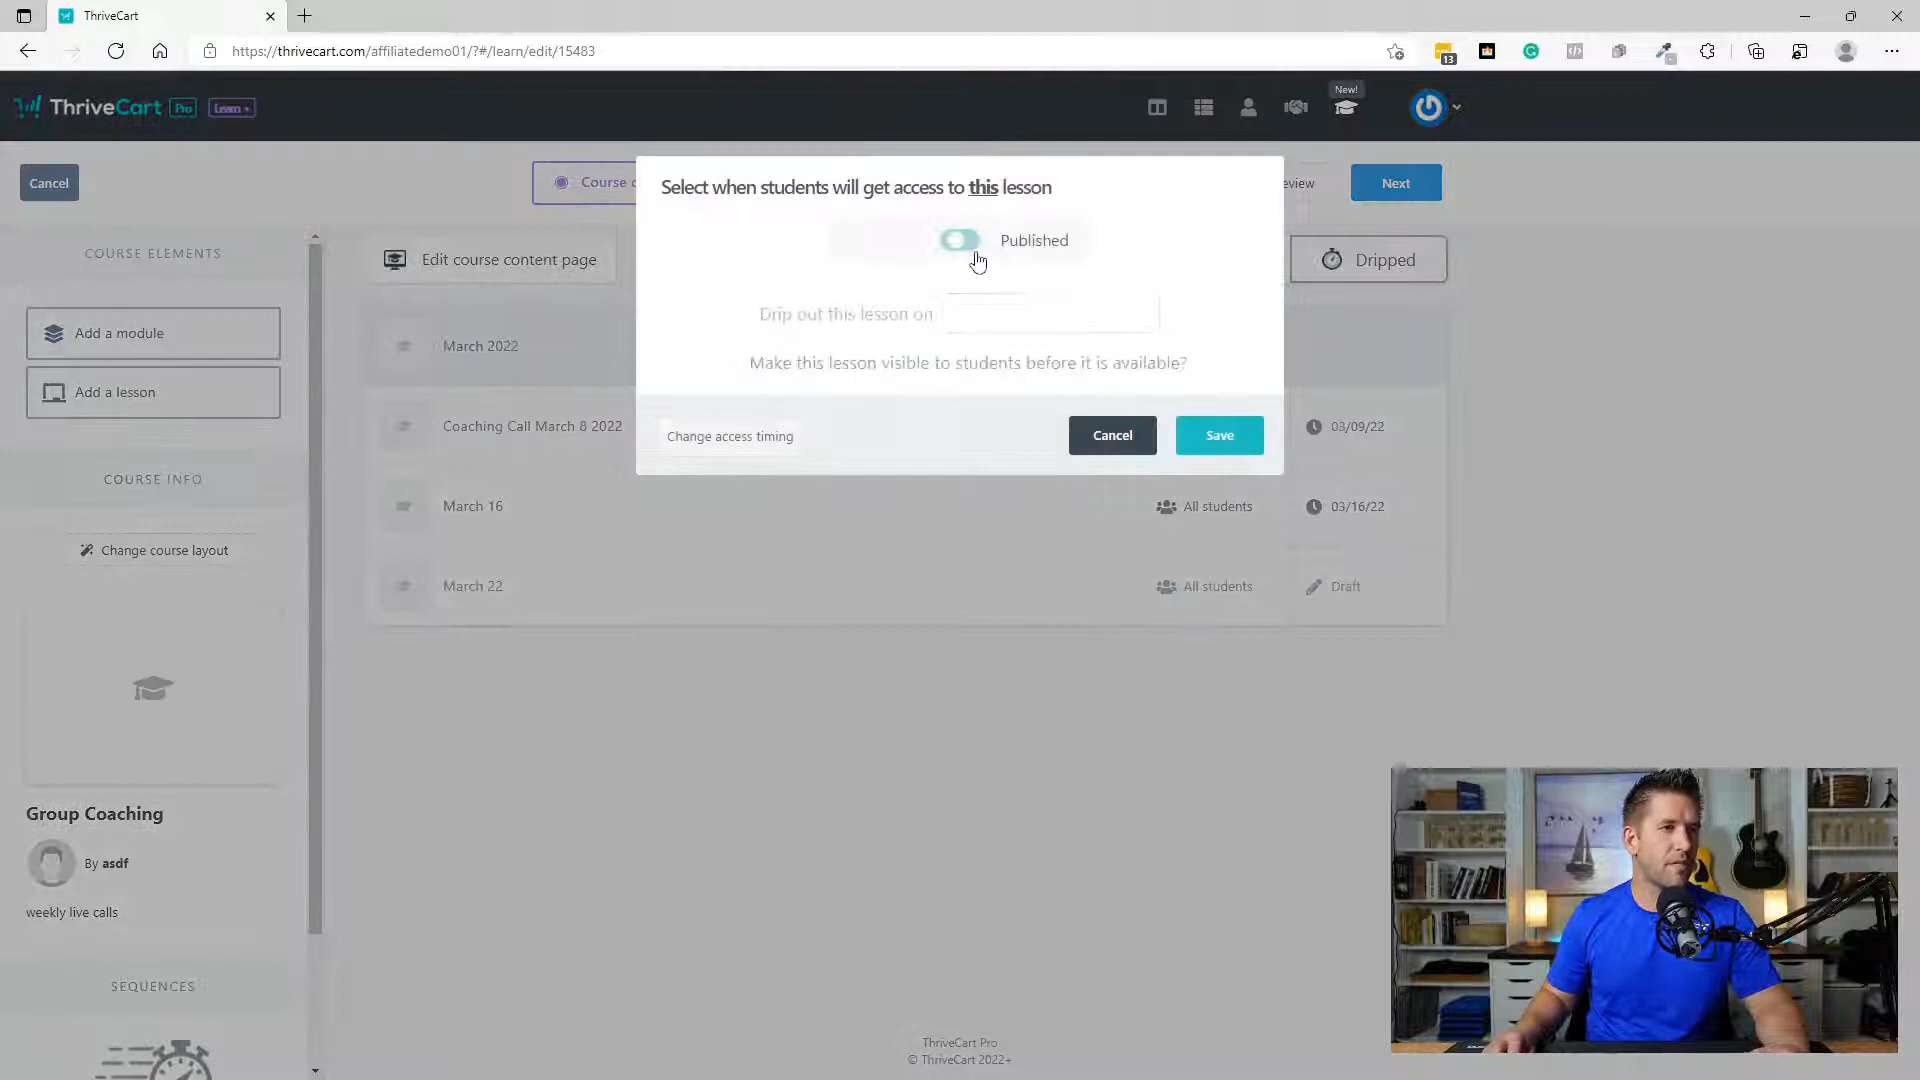 ThriveCart
https://thrivecart.com/affiliatedemo01/?#/learn/edit/15483
13
ThriveCart Pro Learn +
New!
Cancel
Course c
eview
Next
Select when students will get access to this lesson
Published
Drip out this lesson on
Make this lesson visible to students before it is available?
Change access timing
Cancel
Save
COURSE ELEMENTS
Add a module
Add a lesson
COURSE INFO
Change course layout
Group Coaching
By asdf
weekly live calls
SEQUENCES
Edit course content page
Dripped
March 2022
Coaching Call March 8 2022
03/09/22
March 16
All students
03/16/22
March 22
All students
Draft
ThriveCart Pro
© ThriveCart 2022+